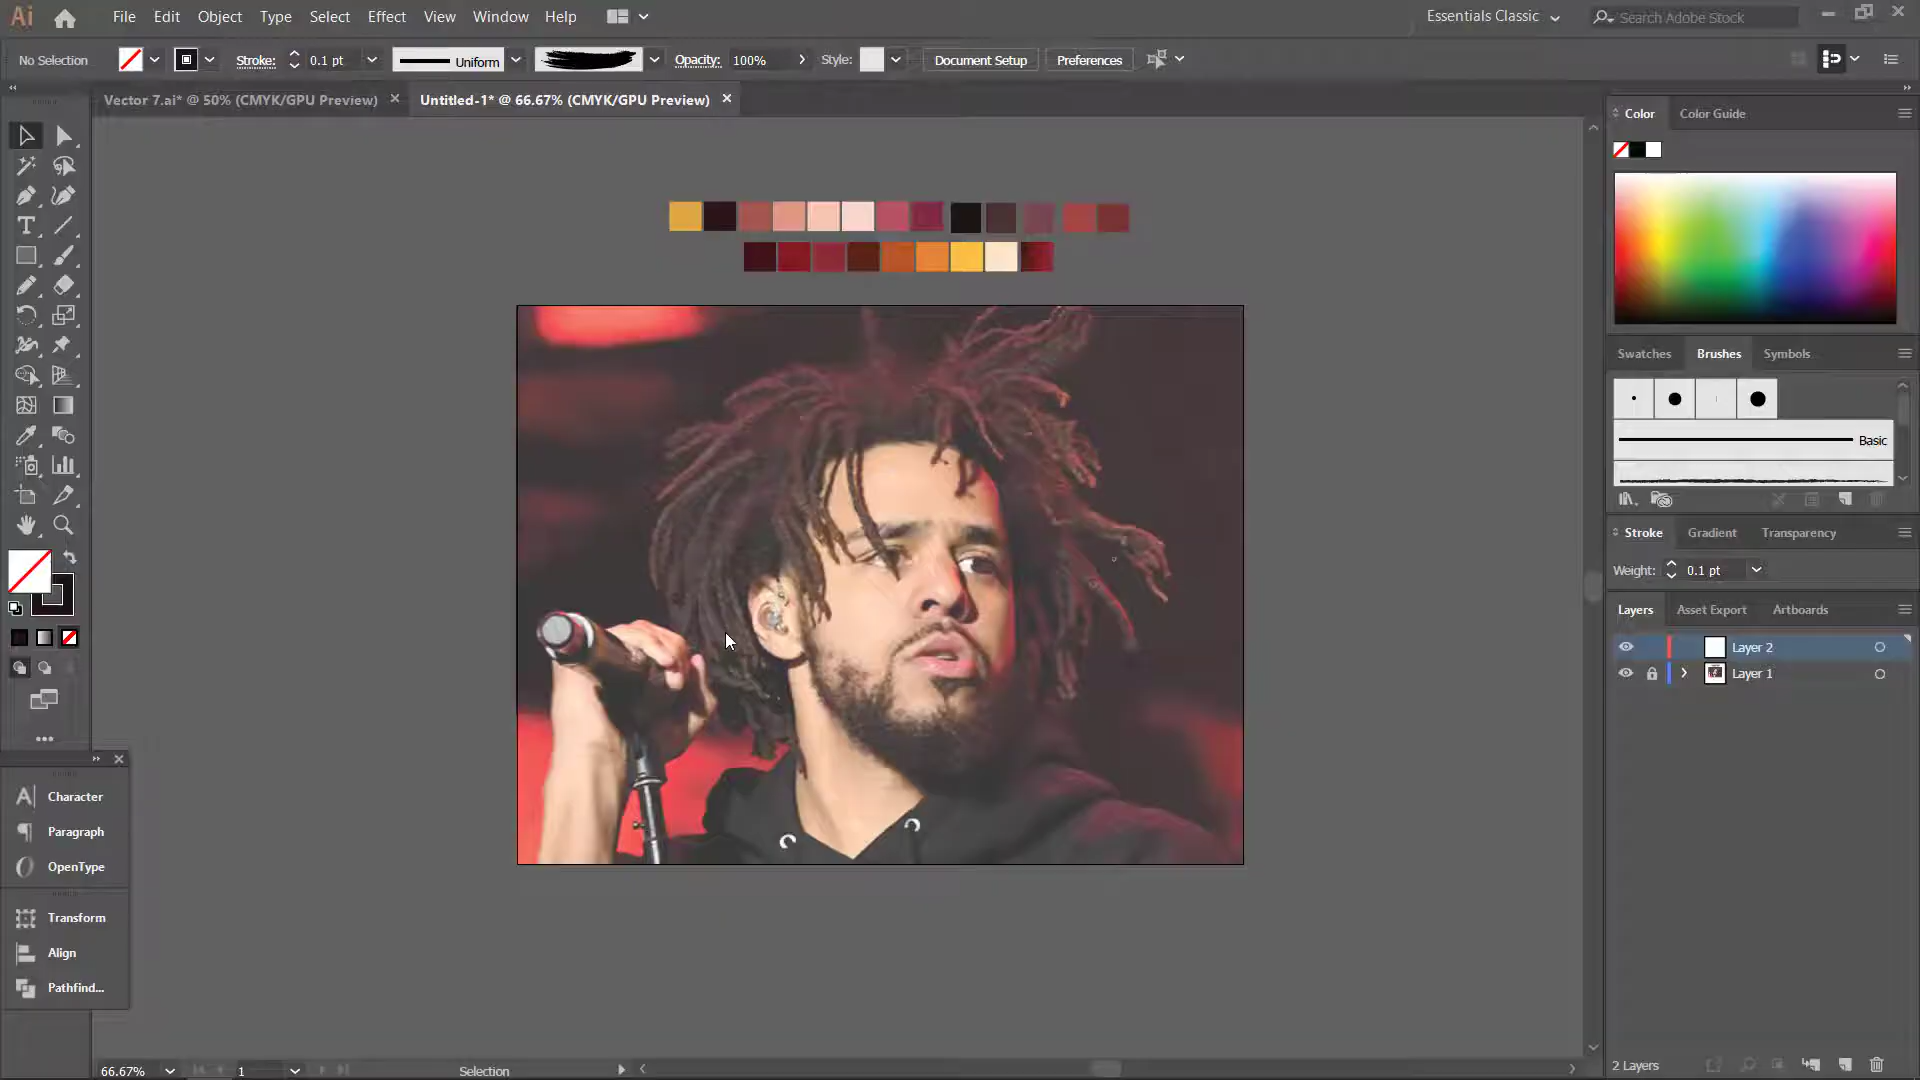 Ai File Edit Object Type Select Effect View Window Help Essentials Classic Search Adobe Stock
No Selection Stroke: 0.1 pt Uniform Opacity: 100% Style: Document Setup Preferences
Vector 7.ai* @ 50% (CMYK/GPU Preview) Untitled-1* @ 66.67% (CMYK/GPU Preview)
Color Color Guide
Swatches Brushes Symbols
Basic
Stroke Gradient Transparency
Weight: 0.1 pt
Layers Asset Export Artboards
Layer 2
Layer 1
Character
Paragraph
OpenType
Transform
Align
Pathfind...
66.67% 1 Selection
2 Layers